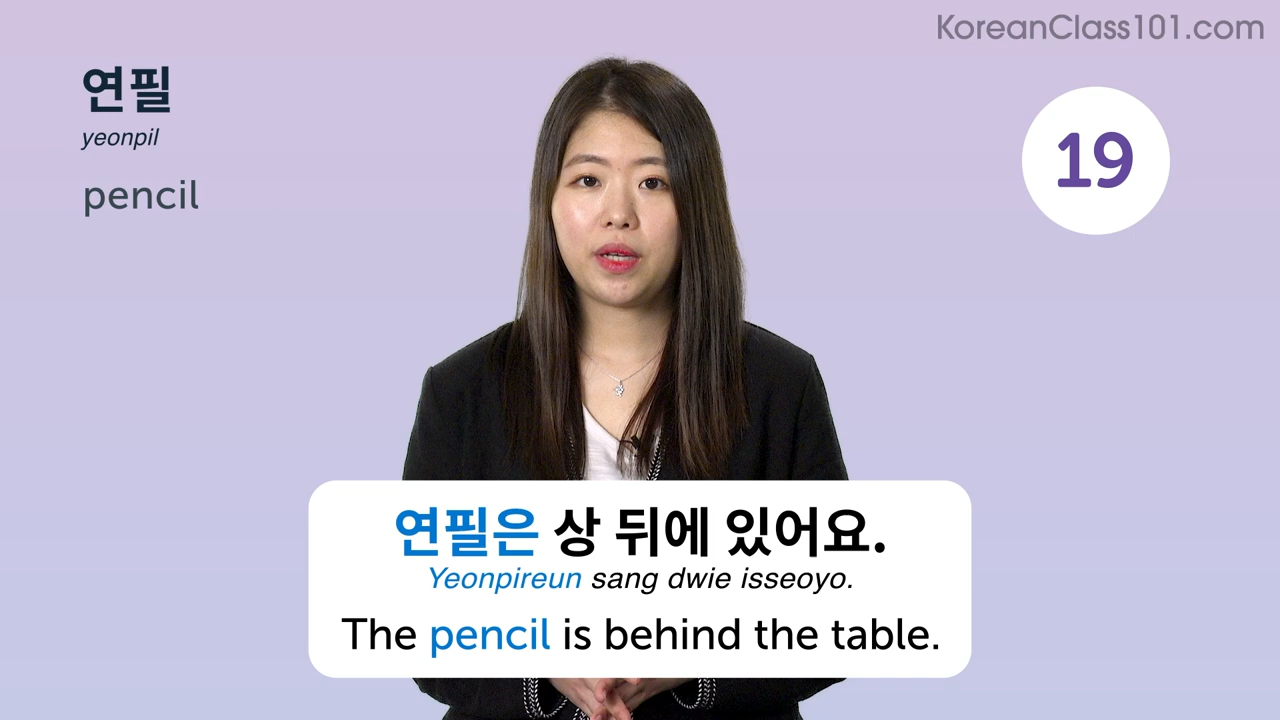 KoreanClass101.com
연필
yeonpil
pencil
19
연필은 상 뒤에 있어요.
Yeonpireun sang dwie isseoyo.
The pencil is behind the table.